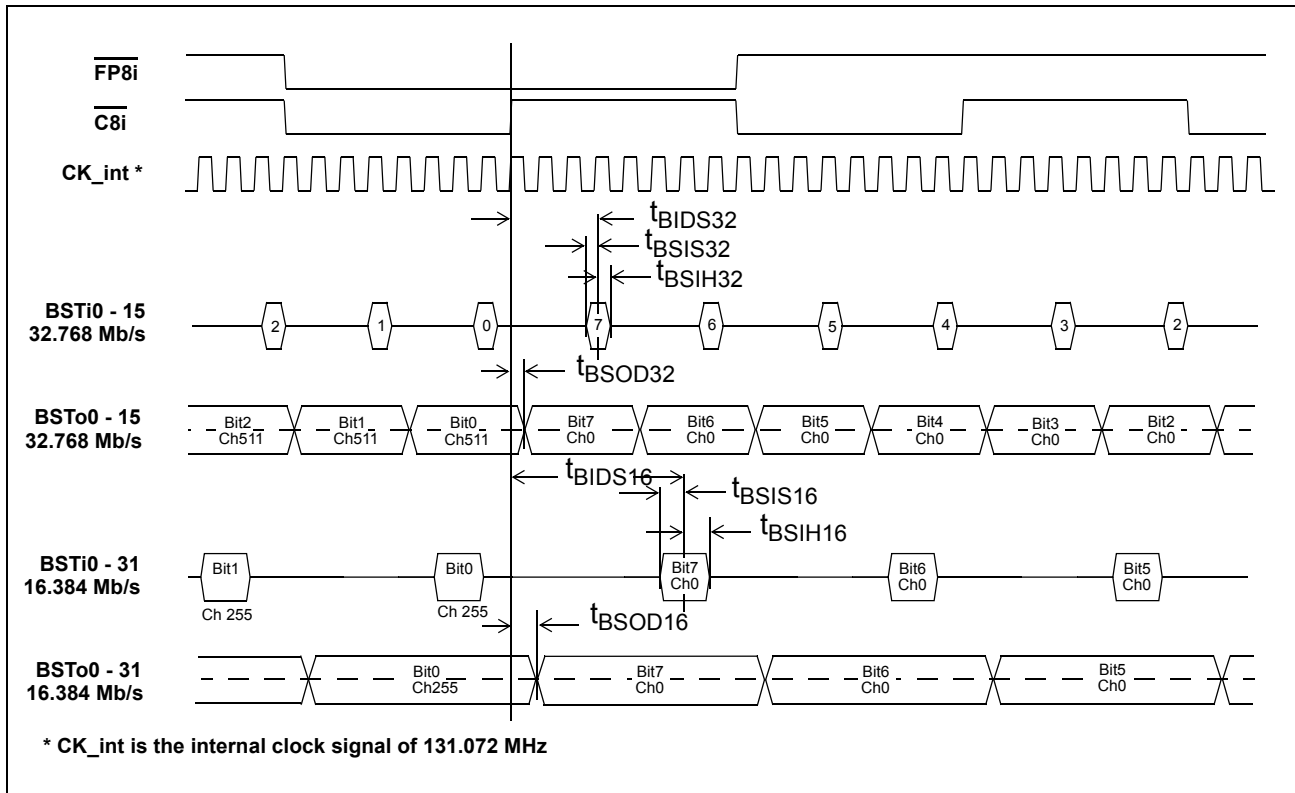 FP8i
C8i
CK_int *
tBIDS32
tBSIS32
tBSIH32
BSTi0 - 15
32.768 Mb/s
2 1 0 7 6 5 4 3 2
tBSOD32
BSTo0 - 15
32.768 Mb/s
Bit2 Bit1 Bit0 Bit7 Bit6 Bit5 Bit4 Bit3 Bit2
Ch511 Ch511 Ch511 Ch0 Ch0 Ch0 Ch0 Ch0 Ch0
tBIDS16
tBSIS16
tBSIH16
BSTi0 - 31
16.384 Mb/s
Bit1 Bit0 Bit7 Bit6 Bit5
Ch0 Ch0 Ch0
Ch 255 Ch 255
tBSOD16
BSTo0 - 31
16.384 Mb/s
Bit0 Bit7 Bit6 Bit5
Ch255 Ch0 Ch0 Ch0
* CK_int is the internal clock signal of 131.072 MHz